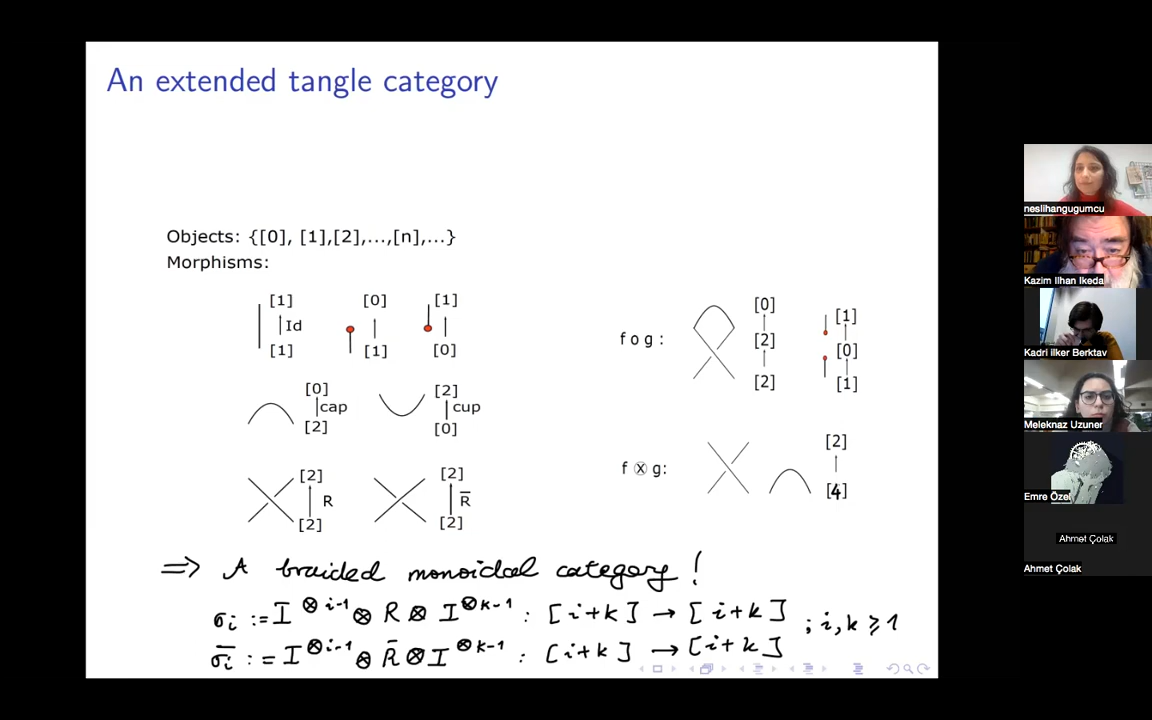 An extended tangle category
Objects: {[0], [1],[2],...,[n],...}
Morphisms:
[1] [0] [1]
Id
[1] [1] [0]
[0] [2]
cap cup
[2] [0]
[2] [2]
R R̅
[2] [2]
⇒ A braided monoidal category!
σᵢ := I^{⊗ i-1} ⊗ R ⊗ I^{⊗ k-1} : [i+k] → [i+k] ; i, k ⩾ 1
σ̅ᵢ := I^{⊗ i-1} ⊗ R̅ ⊗ I^{⊗ k-1} : [i+k] → [i+k]
f o g :
[0]
[2]
[2]
[1]
[0]
[1]
f ⊗ g:
[2]
[4]
neslihangugumcu
Kazim Ilhan Ikeda
Kadri ilker Berktav
Meleknaz Uzuner
Emre Özel
Ahmet Çolak
Ahmet Çolak